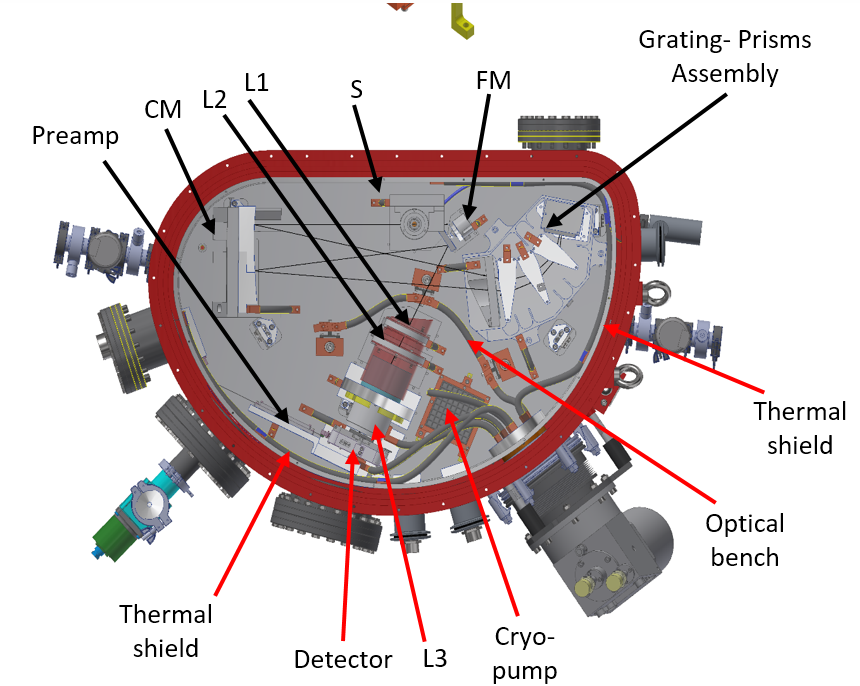 Grating- Prisms
Assembly
FM
L1
S
L2
CM
Preamp
Thermal
shield
Optical
bench
Thermal
shield
Cryo-
pump
Detector
L3